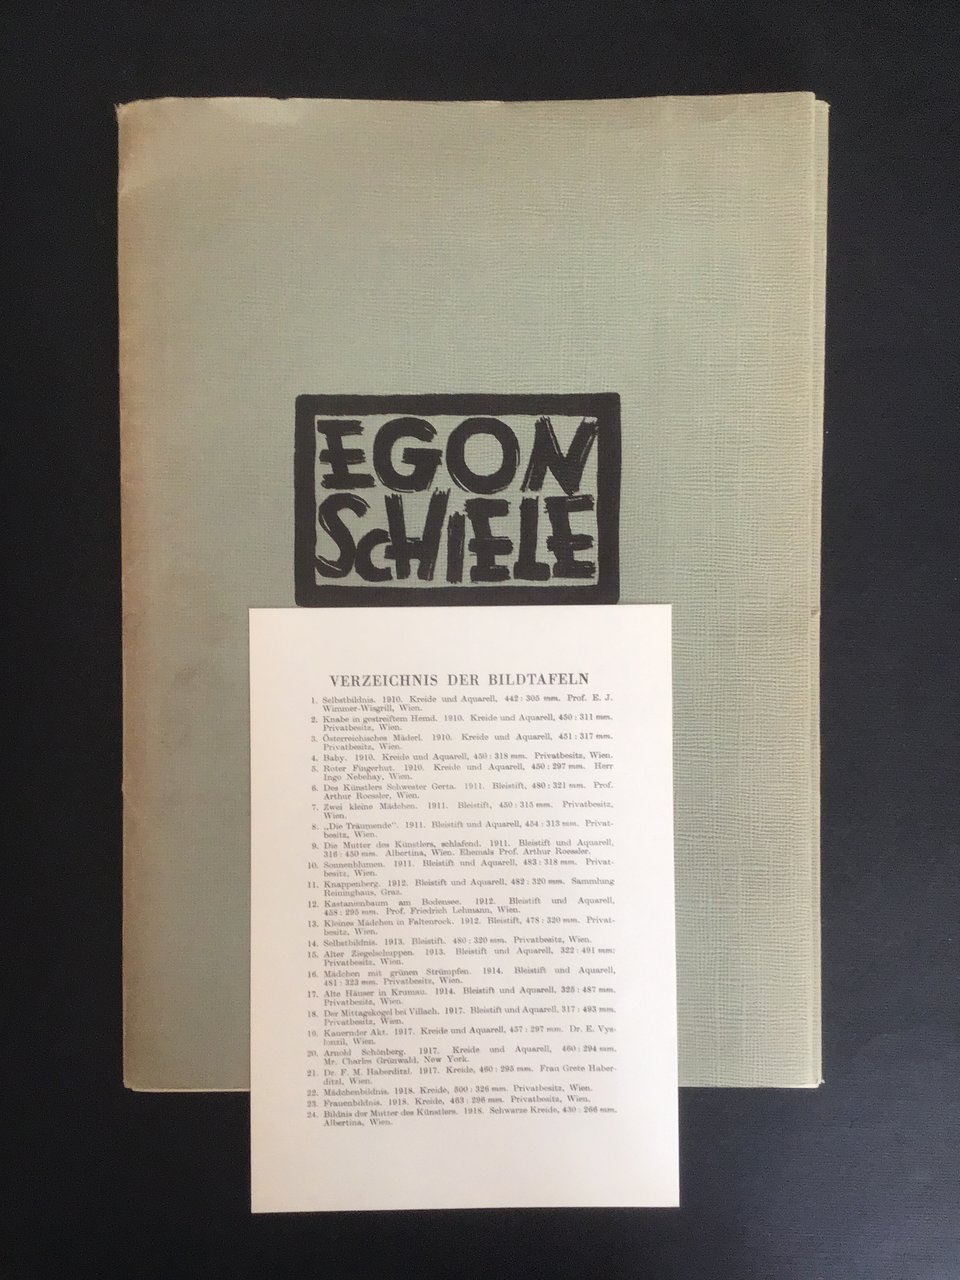 EGON
SCHIELE
VERZEICHNIS DER BILDTAFELN
1. Selbstbildnis. 1910. Kreide und Aquarell, 442 : 305 mm. Prof. E. J.
Wimmer-Wisgrill, Wien.
2. Knabe in gestreiftem Hemd. 1910. Kreide und Aquarell, 450 : 311 mm.
Privatbesitz, Wien.
3. Österreichisches Mäderl. 1910. Kreide und Aquarell, 451 : 317 mm.
Privatbesitz, Wien.
4. Baby. 1910. Kreide und Aquarell, 450 : 318 mm. Privatbesitz, Wien.
5. Roter Fingerhut. 1910. Kreide und Aquarell, 450 : 297 mm. Herr
Ingo Nebehay, Wien.
6. Des Künstlers Schwester Gerta. 1911. Bleistift, 480 : 321 mm. Prof.
Arthur Roessler, Wien.
7. Zwei kleine Mädchen. 1911. Bleistift, 450 : 315 mm. Privatbesitz,
Wien.
8. „Die Träumende“. 1911. Bleistift und Aquarell, 454 : 313 mm. Privat-
besitz, Wien.
9. Die Mutter des Künstlers, schlafend. 1911. Bleistift und Aquarell,
316 : 450 mm. Albertina, Wien. Ehemals Prof. Arthur Roessler.
10. Sonnenblumen. 1911. Bleistift und Aquarell, 483 : 318 mm. Privat-
besitz, Wien.
11. Knappenberg. 1912. Bleistift und Aquarell, 482 : 320 mm. Sammlung
Reininghaus, Graz.
12. Kastanienbaum am Bodensee. 1912. Bleistift und Aquarell,
458 : 295 mm. Prof. Friedrich Lehmann, Wien.
13. Kleines Mädchen in Faltenrock. 1912. Bleistift, 478 : 320 mm. Privat-
besitz, Wien.
14. Selbstbildnis. 1913. Bleistift. 480 : 320 mm. Privatbesitz, Wien.
15. Alter Ziegelschuppen. 1913. Bleistift und Aquarell, 322 : 491 mm;
Privatbesitz, Wien.
16. Mädchen mit grünen Strümpfen. 1914. Bleistift und Aquarell,
481 : 323 mm. Privatbesitz, Wien.
17. Alte Häuser in Krumau. 1914. Bleistift und Aquarell, 325 : 487 mm.
Privatbesitz, Wien.
18. Der Mittagskogel bei Villach. 1917. Bleistift und Aquarell, 317 : 493 mm.
Privatbesitz, Wien.
19. Kauernder Akt. 1917. Kreide und Aquarell, 457 : 297 mm. Dr. E. Vys-
lonzil, Wien.
20. Arnold Schönberg. 1917. Kreide und Aquarell, 460 : 294 mm.
Mr. Charles Grünwald, New York.
21. Dr. F. M. Haberditzl. 1917. Kreide, 460 : 295 mm. Frau Grete Haber-
ditzl, Wien.
22. Mädchenbildnis. 1918. Kreide, 500 : 326 mm. Privatbesitz, Wien.
23. Frauenbildnis. 1918. Kreide, 463 : 296 mm. Privatbesitz, Wien.
24. Bildnis der Mutter des Künstlers. 1918. Schwarze Kreide, 430 : 266 mm.
Albertina, Wien.